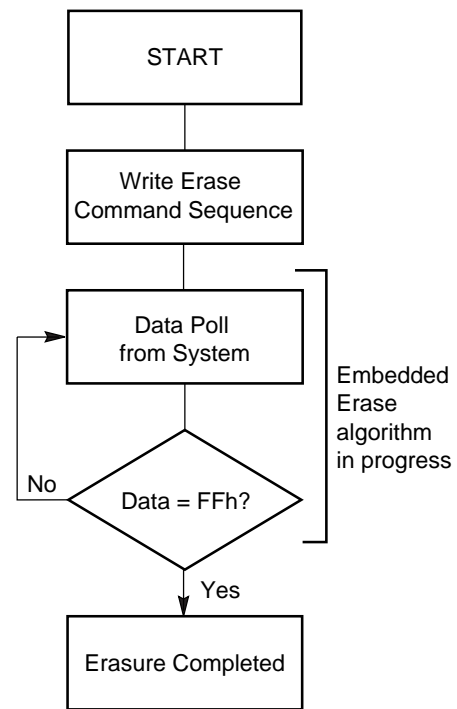 START
Write Erase
Command Sequence
Data Poll
from System
Embedded
Erase
algorithm
in progress
No
Data = FFh?
Yes
Erasure Completed